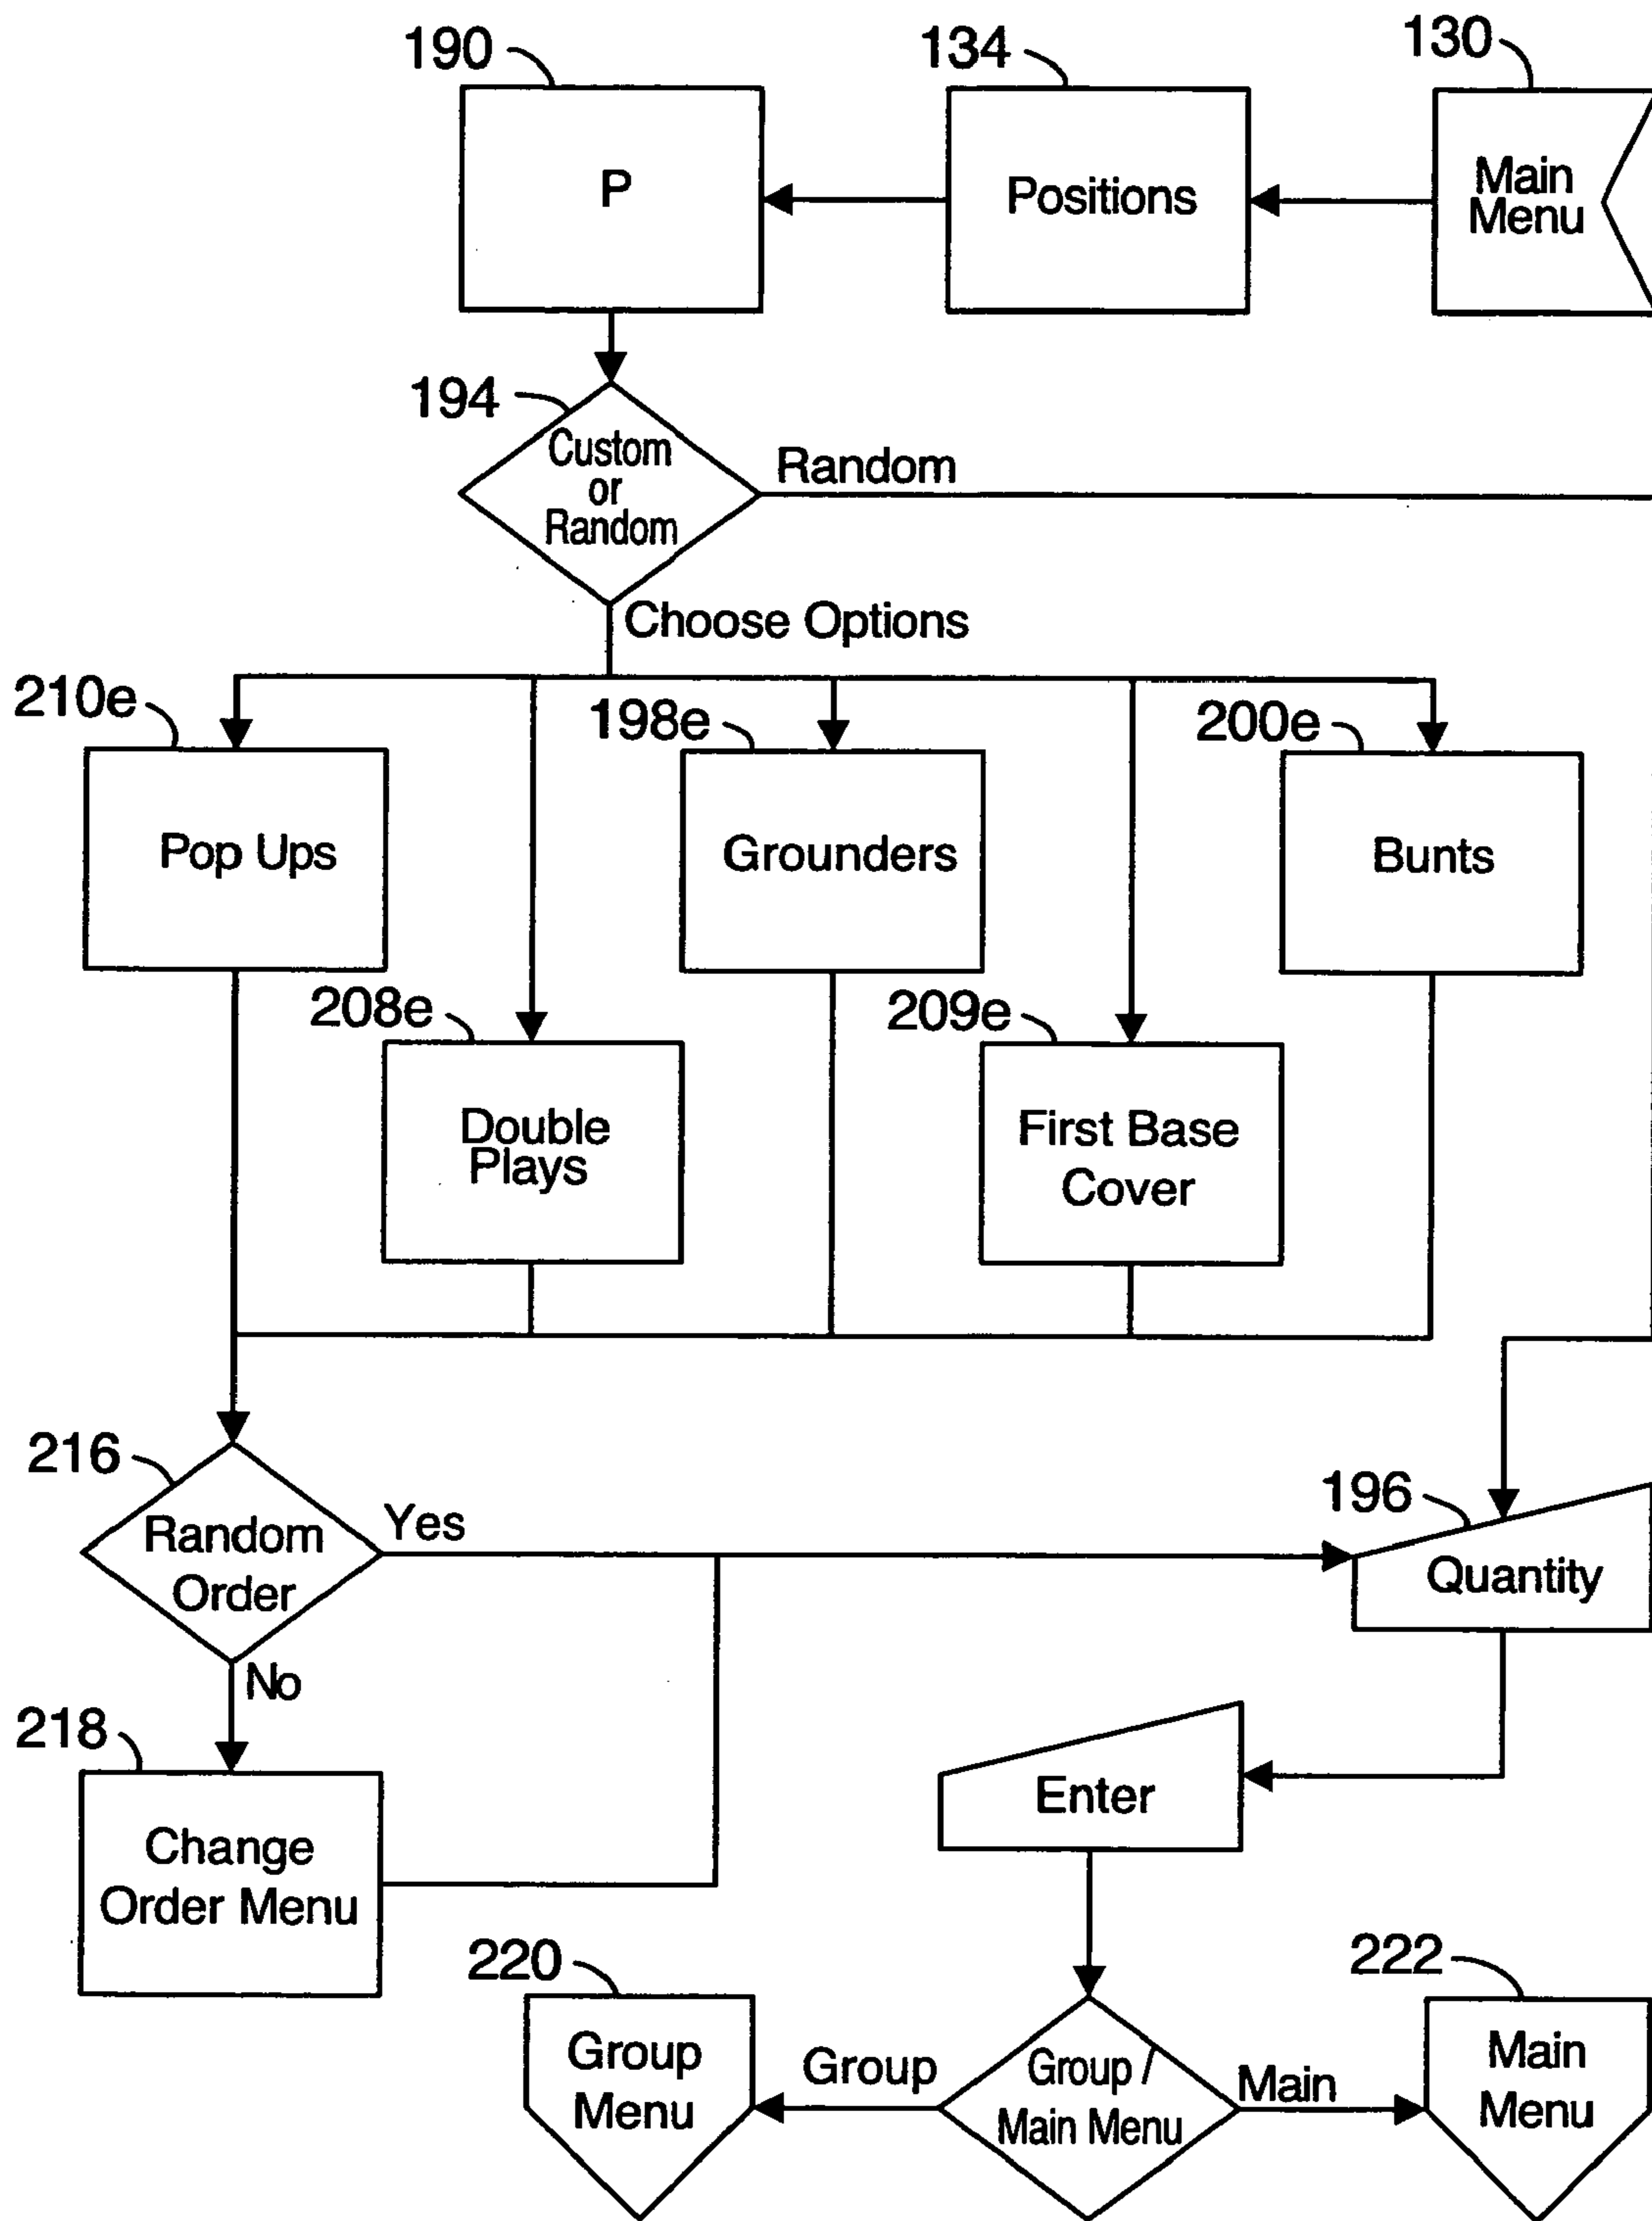 190
134
130
P
Positions
Main
Menu
194
Custom
or
Random
Random
Choose Options
210e
198e
200e
Pop Ups
Grounders
Bunts
208e
209e
Double
Plays
First Base
Cover
216
Random
Order
Yes
196
Quantity
No
218
Change
Order Menu
Enter
220
222
Group
Menu
Group
Group /
Main Menu
Main
Main
Menu